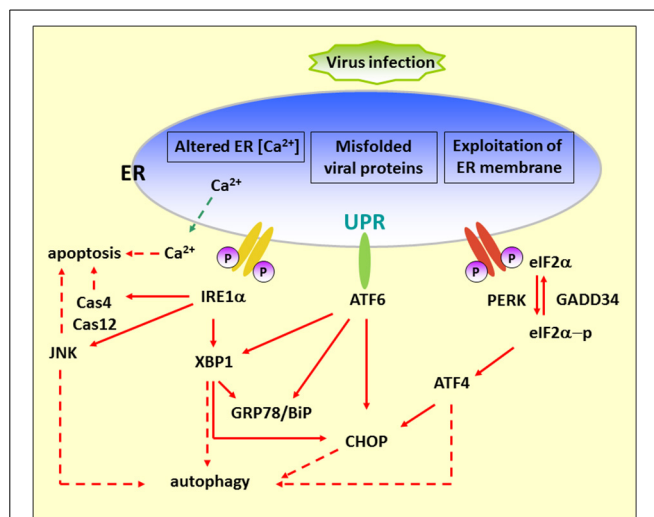 Virus infection
Altered ER [Ca²⁺]
Misfolded
viral proteins
Exploitation of
ER membrane
ER
Ca²⁺
UPR
P
P
P
P
apoptosis
Ca²⁺
eIF2α
Cas4
Cas12
IRE1α
ATF6
PERK
GADD34
JNK
eIF2α–p
XBP1
ATF4
GRP78/BiP
CHOP
autophagy